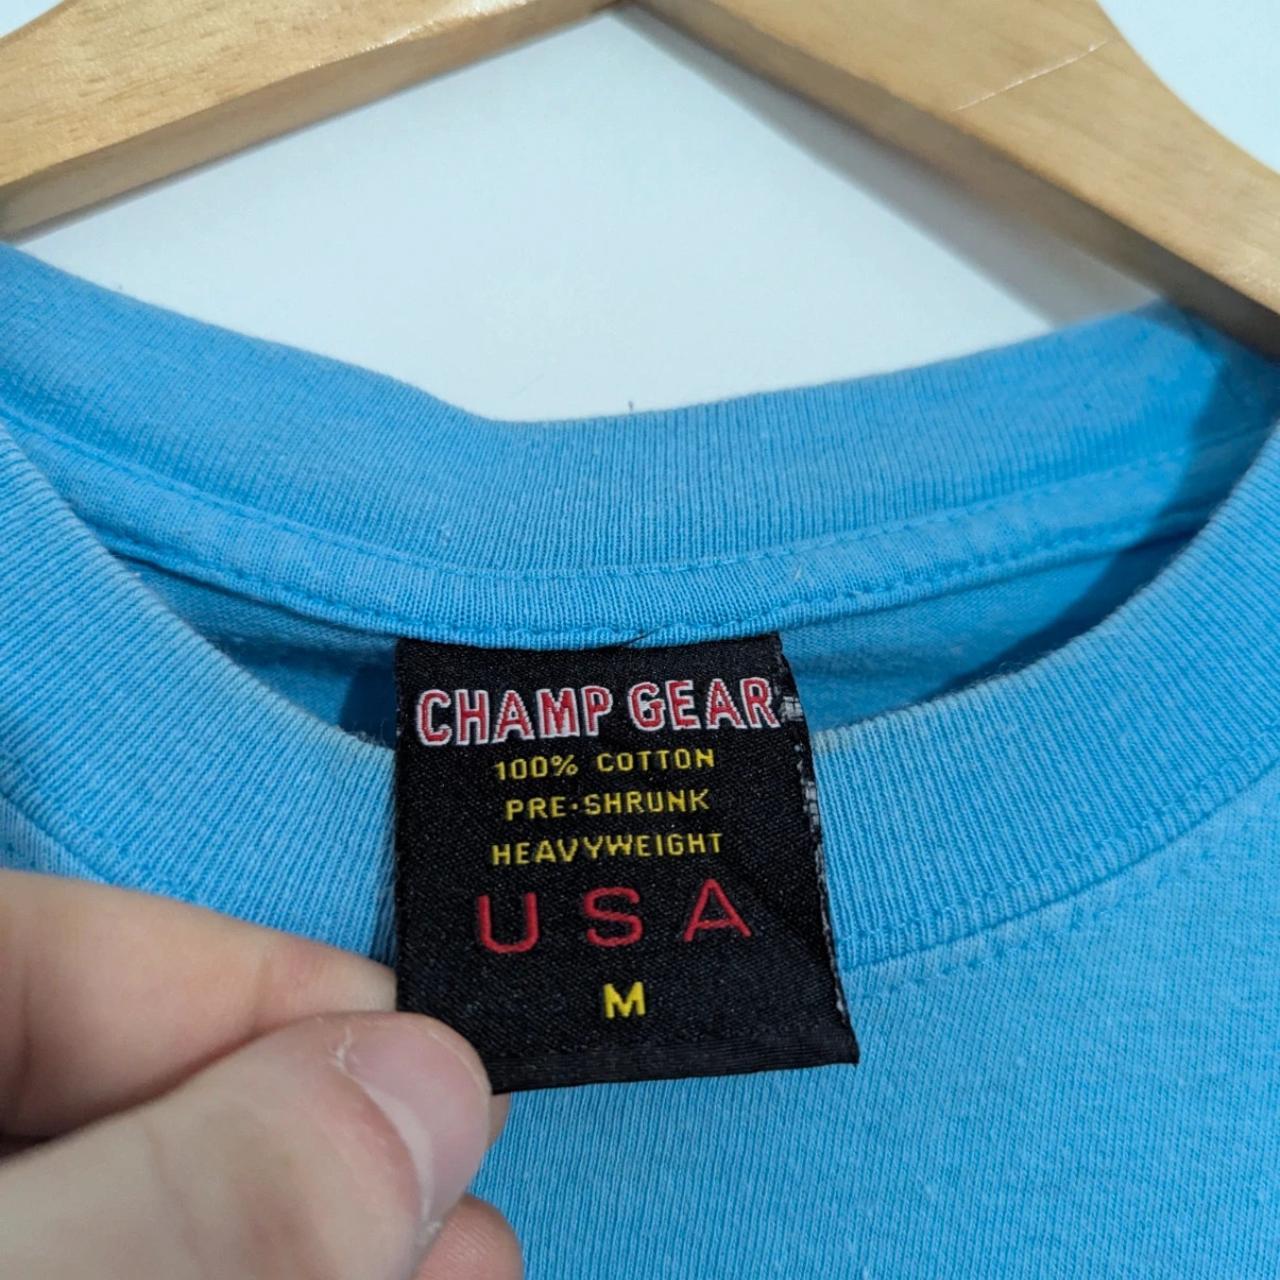 CHAMP GEAR
100% COTTON
PRE-SHRUNK
HEAVYWEIGHT
USA
M